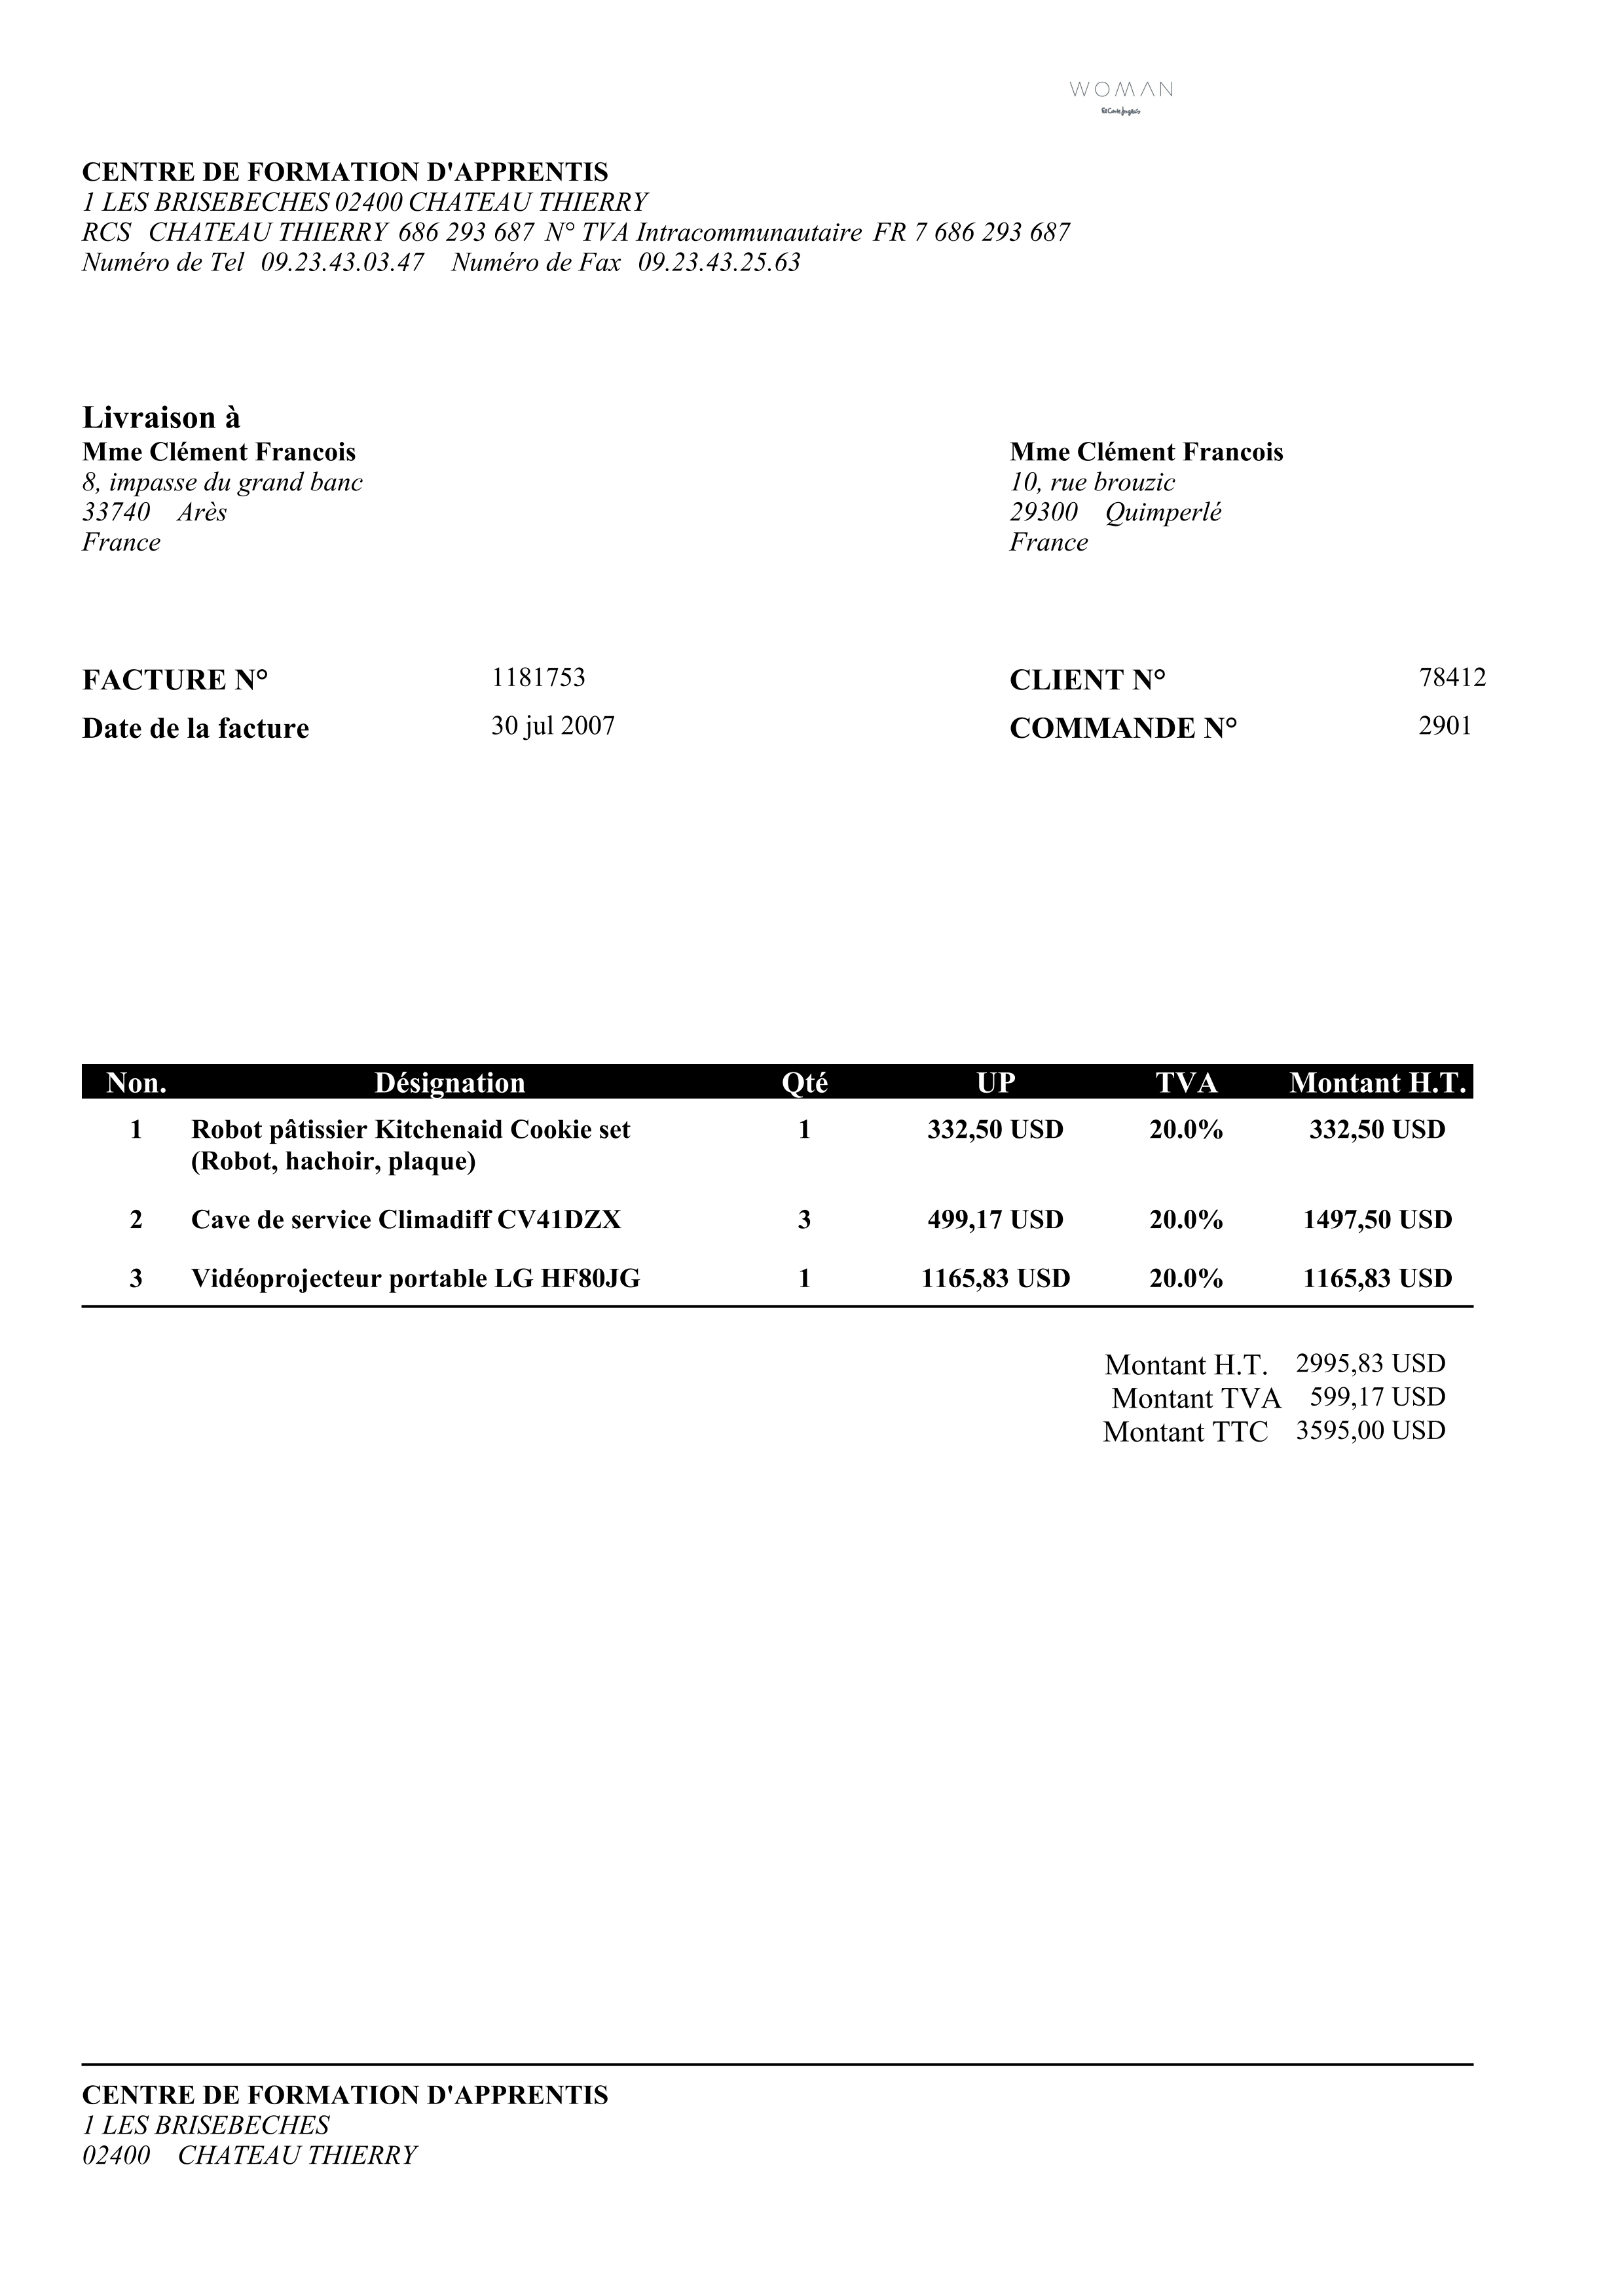 WOMAN
El Corte Inglés
CENTRE DE FORMATION D'APPRENTIS
1 LES BRISEBECHES 02400 CHATEAU THIERRY
RCS CHATEAU THIERRY 686 293 687 N° TVA Intracommunautaire FR 7 686 293 687
Numéro de Tel 09.23.43.03.47 Numéro de Fax 09.23.43.25.63
Livraison à
Mme Clément Francois
8, impasse du grand banc
33740 Arès
France
Mme Clément Francois
10, rue brouzic
29300 Quimperlé
France
FACTURE N° 1181753 CLIENT N° 78412
Date de la facture 30 jul 2007 COMMANDE N° 2901
Non. Désignation Qté UP TVA Montant H.T.
1 Robot pâtissier Kitchenaid Cookie set 1 332,50 USD 20.0% 332,50 USD
(Robot, hachoir, plaque)
2 Cave de service Climadiff CV41DZX 3 499,17 USD 20.0% 1497,50 USD
3 Vidéoprojecteur portable LG HF80JG 1 1165,83 USD 20.0% 1165,83 USD
Montant H.T. 2995,83 USD
Montant TVA 599,17 USD
Montant TTC 3595,00 USD
CENTRE DE FORMATION D'APPRENTIS
1 LES BRISEBECHES
02400 CHATEAU THIERRY